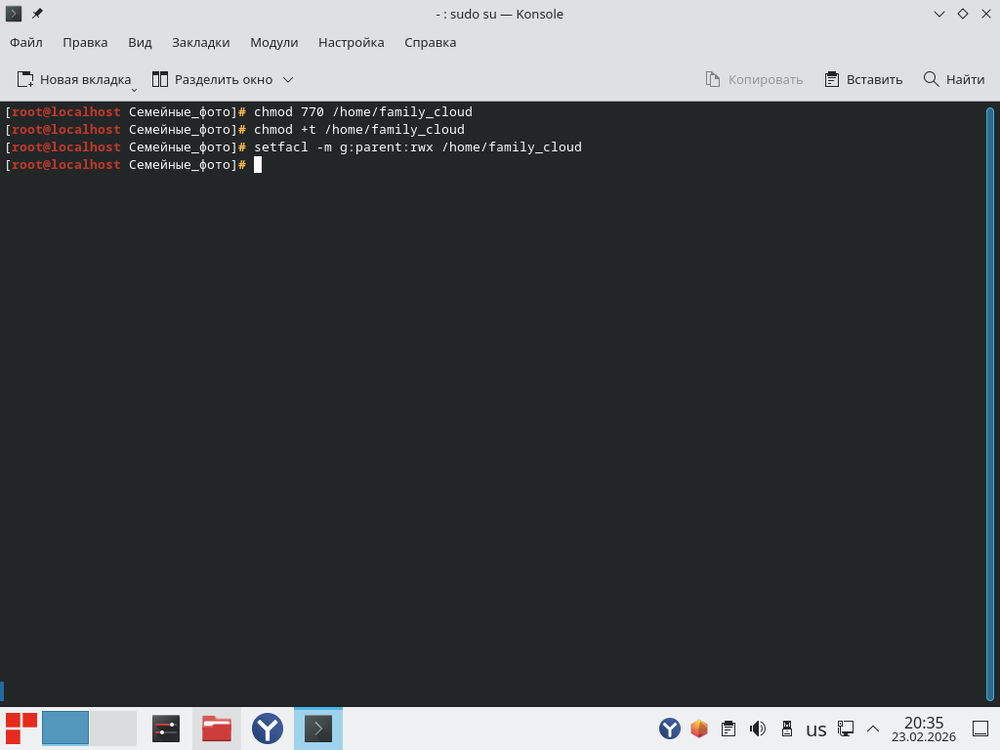 - : sudo su — Konsole
Файл Правка Вид Закладки Модули Настройка Справка
Новая вкладка Разделить окно Копировать Вставить Найти
[root@localhost Семейные_фото]# chmod 770 /home/family_cloud
[root@localhost Семейные_фото]# chmod +t /home/family_cloud
[root@localhost Семейные_фото]# setfacl -m g:parent:rwx /home/family_cloud
[root@localhost Семейные_фото]#
us 20:35
23.02.2026